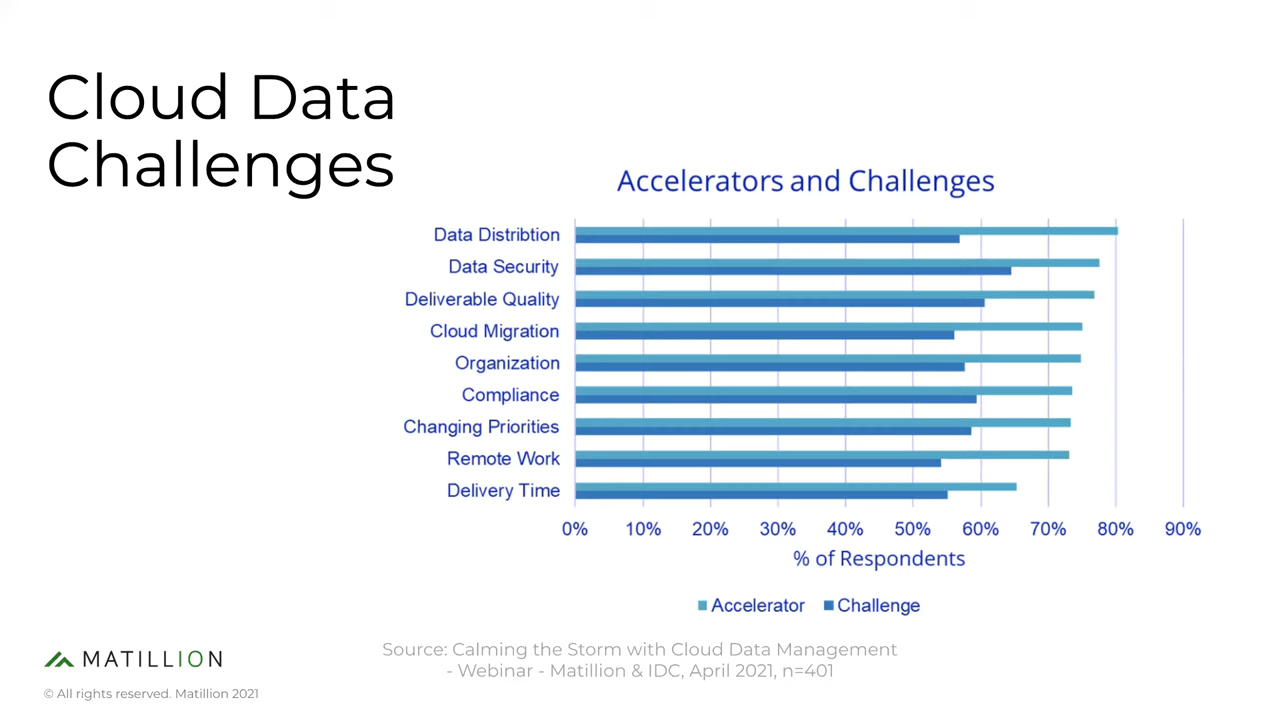 Cloud Data
Challenges
Accelerators and Challenges
Data Distribtion
Data Security
Deliverable Quality
Cloud Migration
Organization
Compliance
Changing Priorities
Remote Work
Delivery Time
0% 10% 20% 30% 40% 50% 60% 70% 80% 90%
% of Respondents
Accelerator Challenge
Source: Calming the Storm with Cloud Data Management
- Webinar - Matillion & IDC, April 2021, n=401
MATILLION
© All rights reserved. Matillion 2021